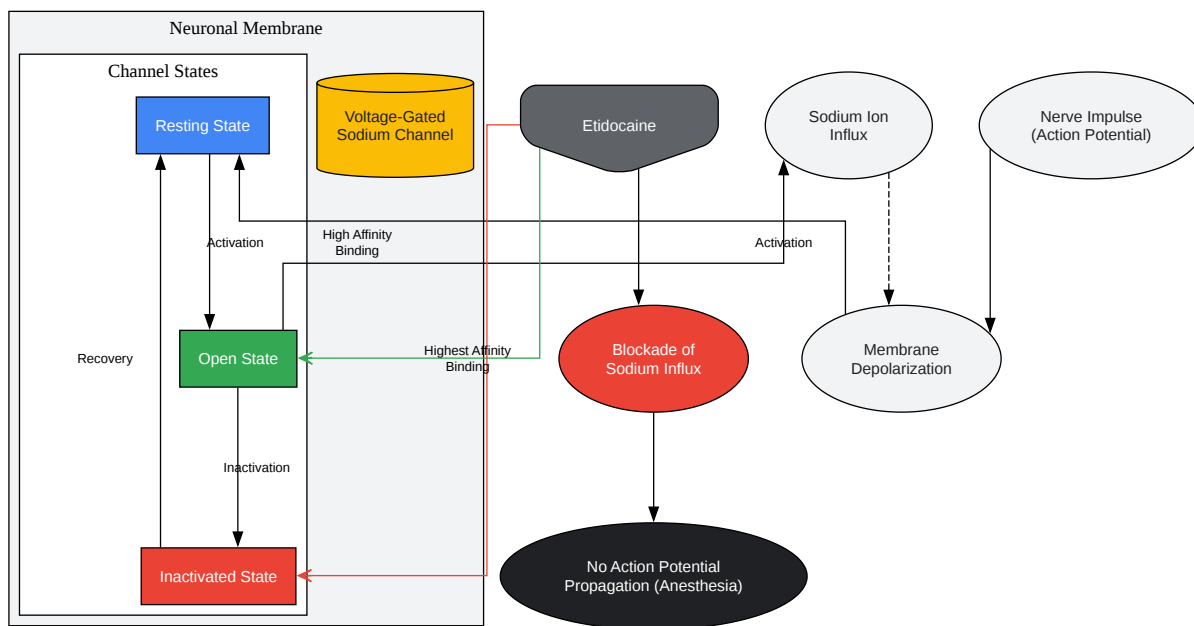 Neuronal Membrane
Channel States
Resting State
Voltage-Gated
Sodium Channel
Etidocaine
Sodium Ion
Influx
Nerve Impulse
(Action Potential)
Activation
High Affinity
Binding
Activation
Recovery
Open State
Highest Affinity
Binding
Blockade of
Sodium Influx
Membrane
Depolarization
Inactivation
Inactivated State
No Action Potential
Propagation (Anesthesia)